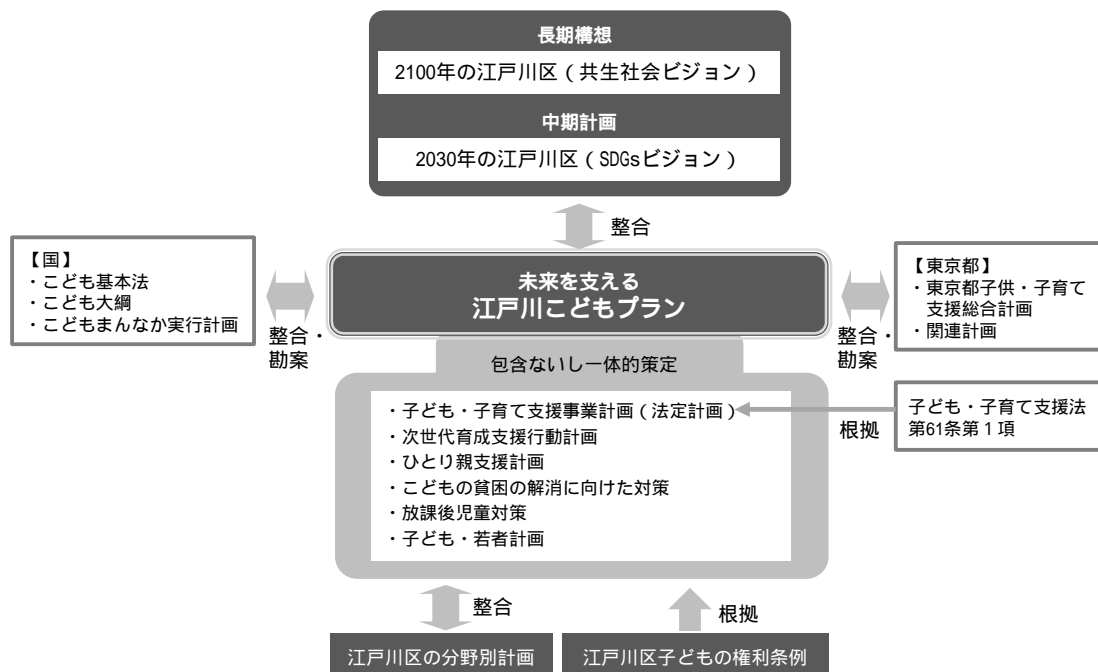 長期構想
2100年の江戸川区（共生社会ビジョン）
中期計画
2030年の江戸川区（SDGsビジョン）
整合
【国】
・こども基本法
・こども大綱
・こどもまんなか実行計画
整合・
勘案
未来を支える
江戸川こどもプラン
整合・
勘案
【東京都】
・東京都子供・子育て
支援総合計画
・関連計画
包含ないし一体的策定
・子ども・子育て支援事業計画（法定計画）
・次世代育成支援行動計画
・ひとり親支援計画
・こどもの貧困の解消に向けた対策
・放課後児童対策
・子ども・若者計画
根拠
子ども・子育て支援法
第61条第１項
整合
根拠
江戸川区の分野別計画
江戸川区子どもの権利条例